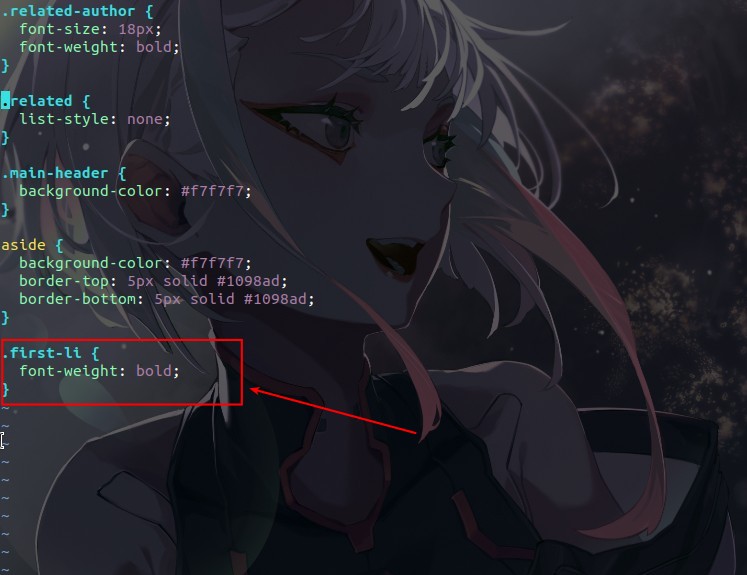 .related-author {
  font-size: 18px;
  font-weight: bold;
}
.related {
  list-style: none;
}
.main-header {
  background-color: #f7f7f7;
}
aside {
  background-color: #f7f7f7;
  border-top: 5px solid #1098ad;
  border-bottom: 5px solid #1098ad;
}
.first-li {
  font-weight: bold;
}
~
~
~
~
~
~
~
~
~
~